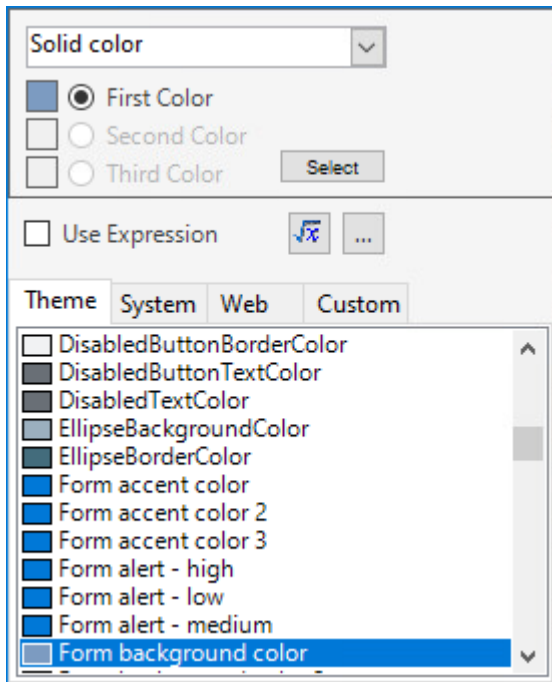 Solid color
First Color
Second Color
Third Color
Select
Use Expression
√x
...
Theme System Web Custom
DisabledButtonBorderColor
DisabledButtonTextColor
DisabledTextColor
EllipseBackgroundColor
EllipseBorderColor
Form accent color
Form accent color 2
Form accent color 3
Form alert - high
Form alert - low
Form alert - medium
Form background color